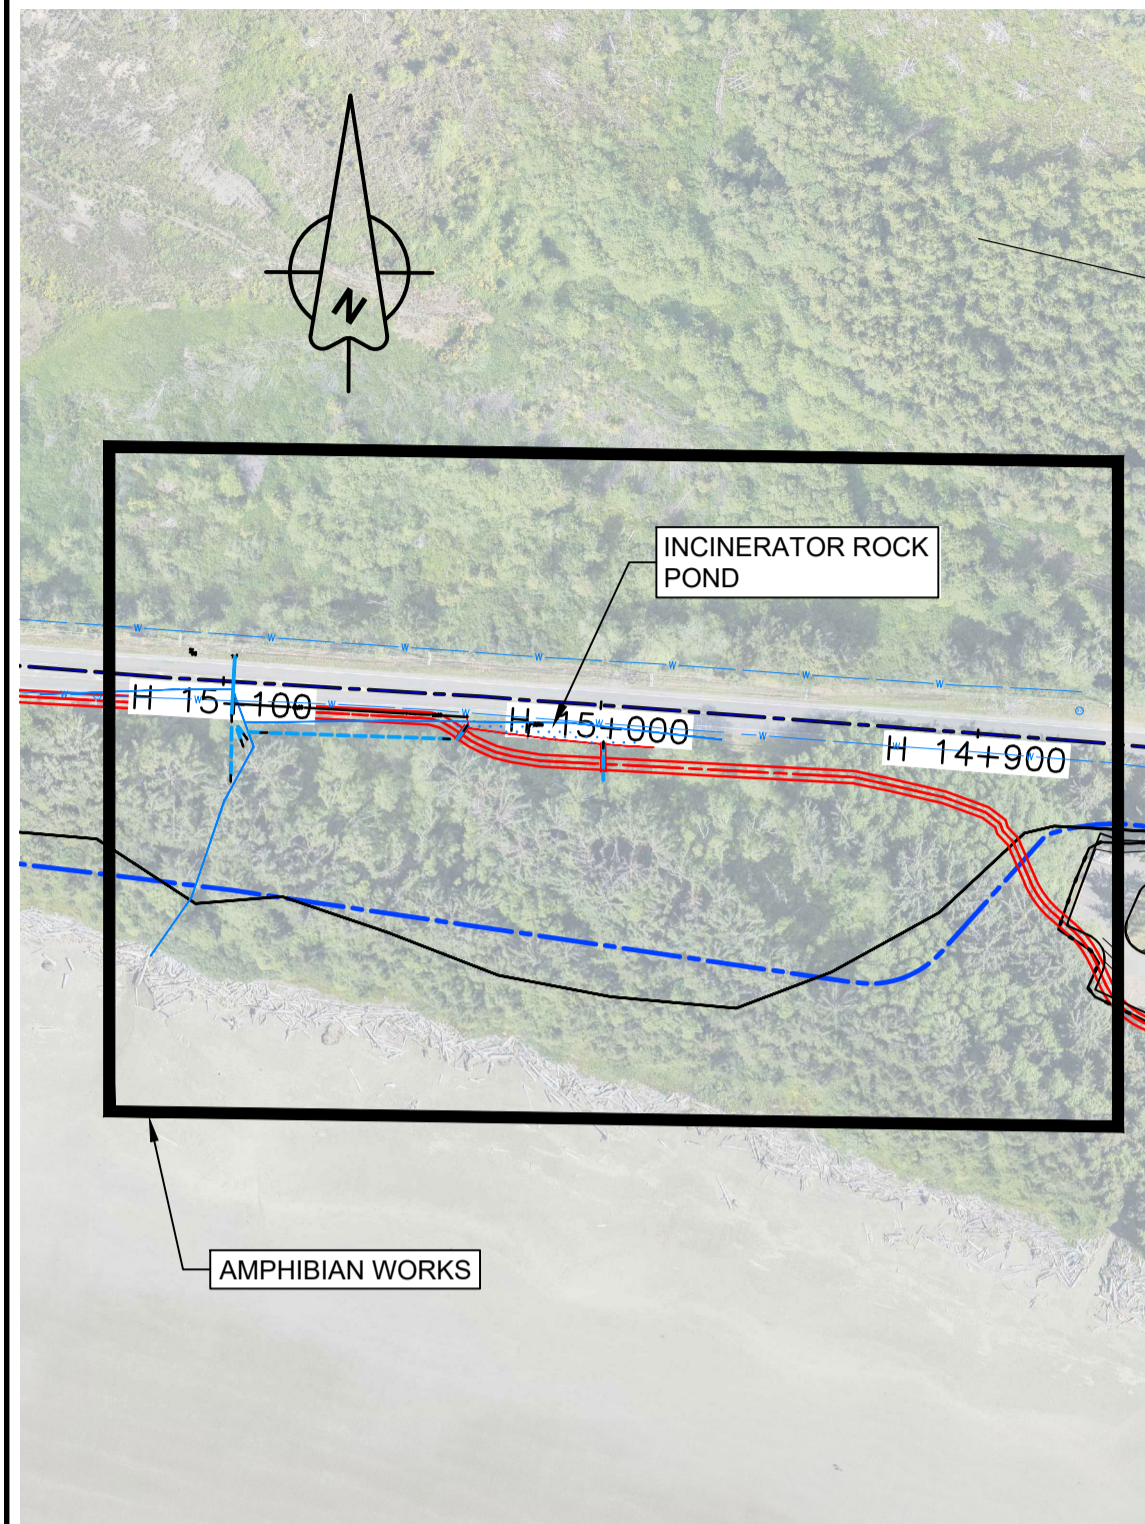 N
INCINERATOR ROCK
POND
W W W W W W W
H 15+100
H 15+000
H 14+900
AMPHIBIAN WORKS